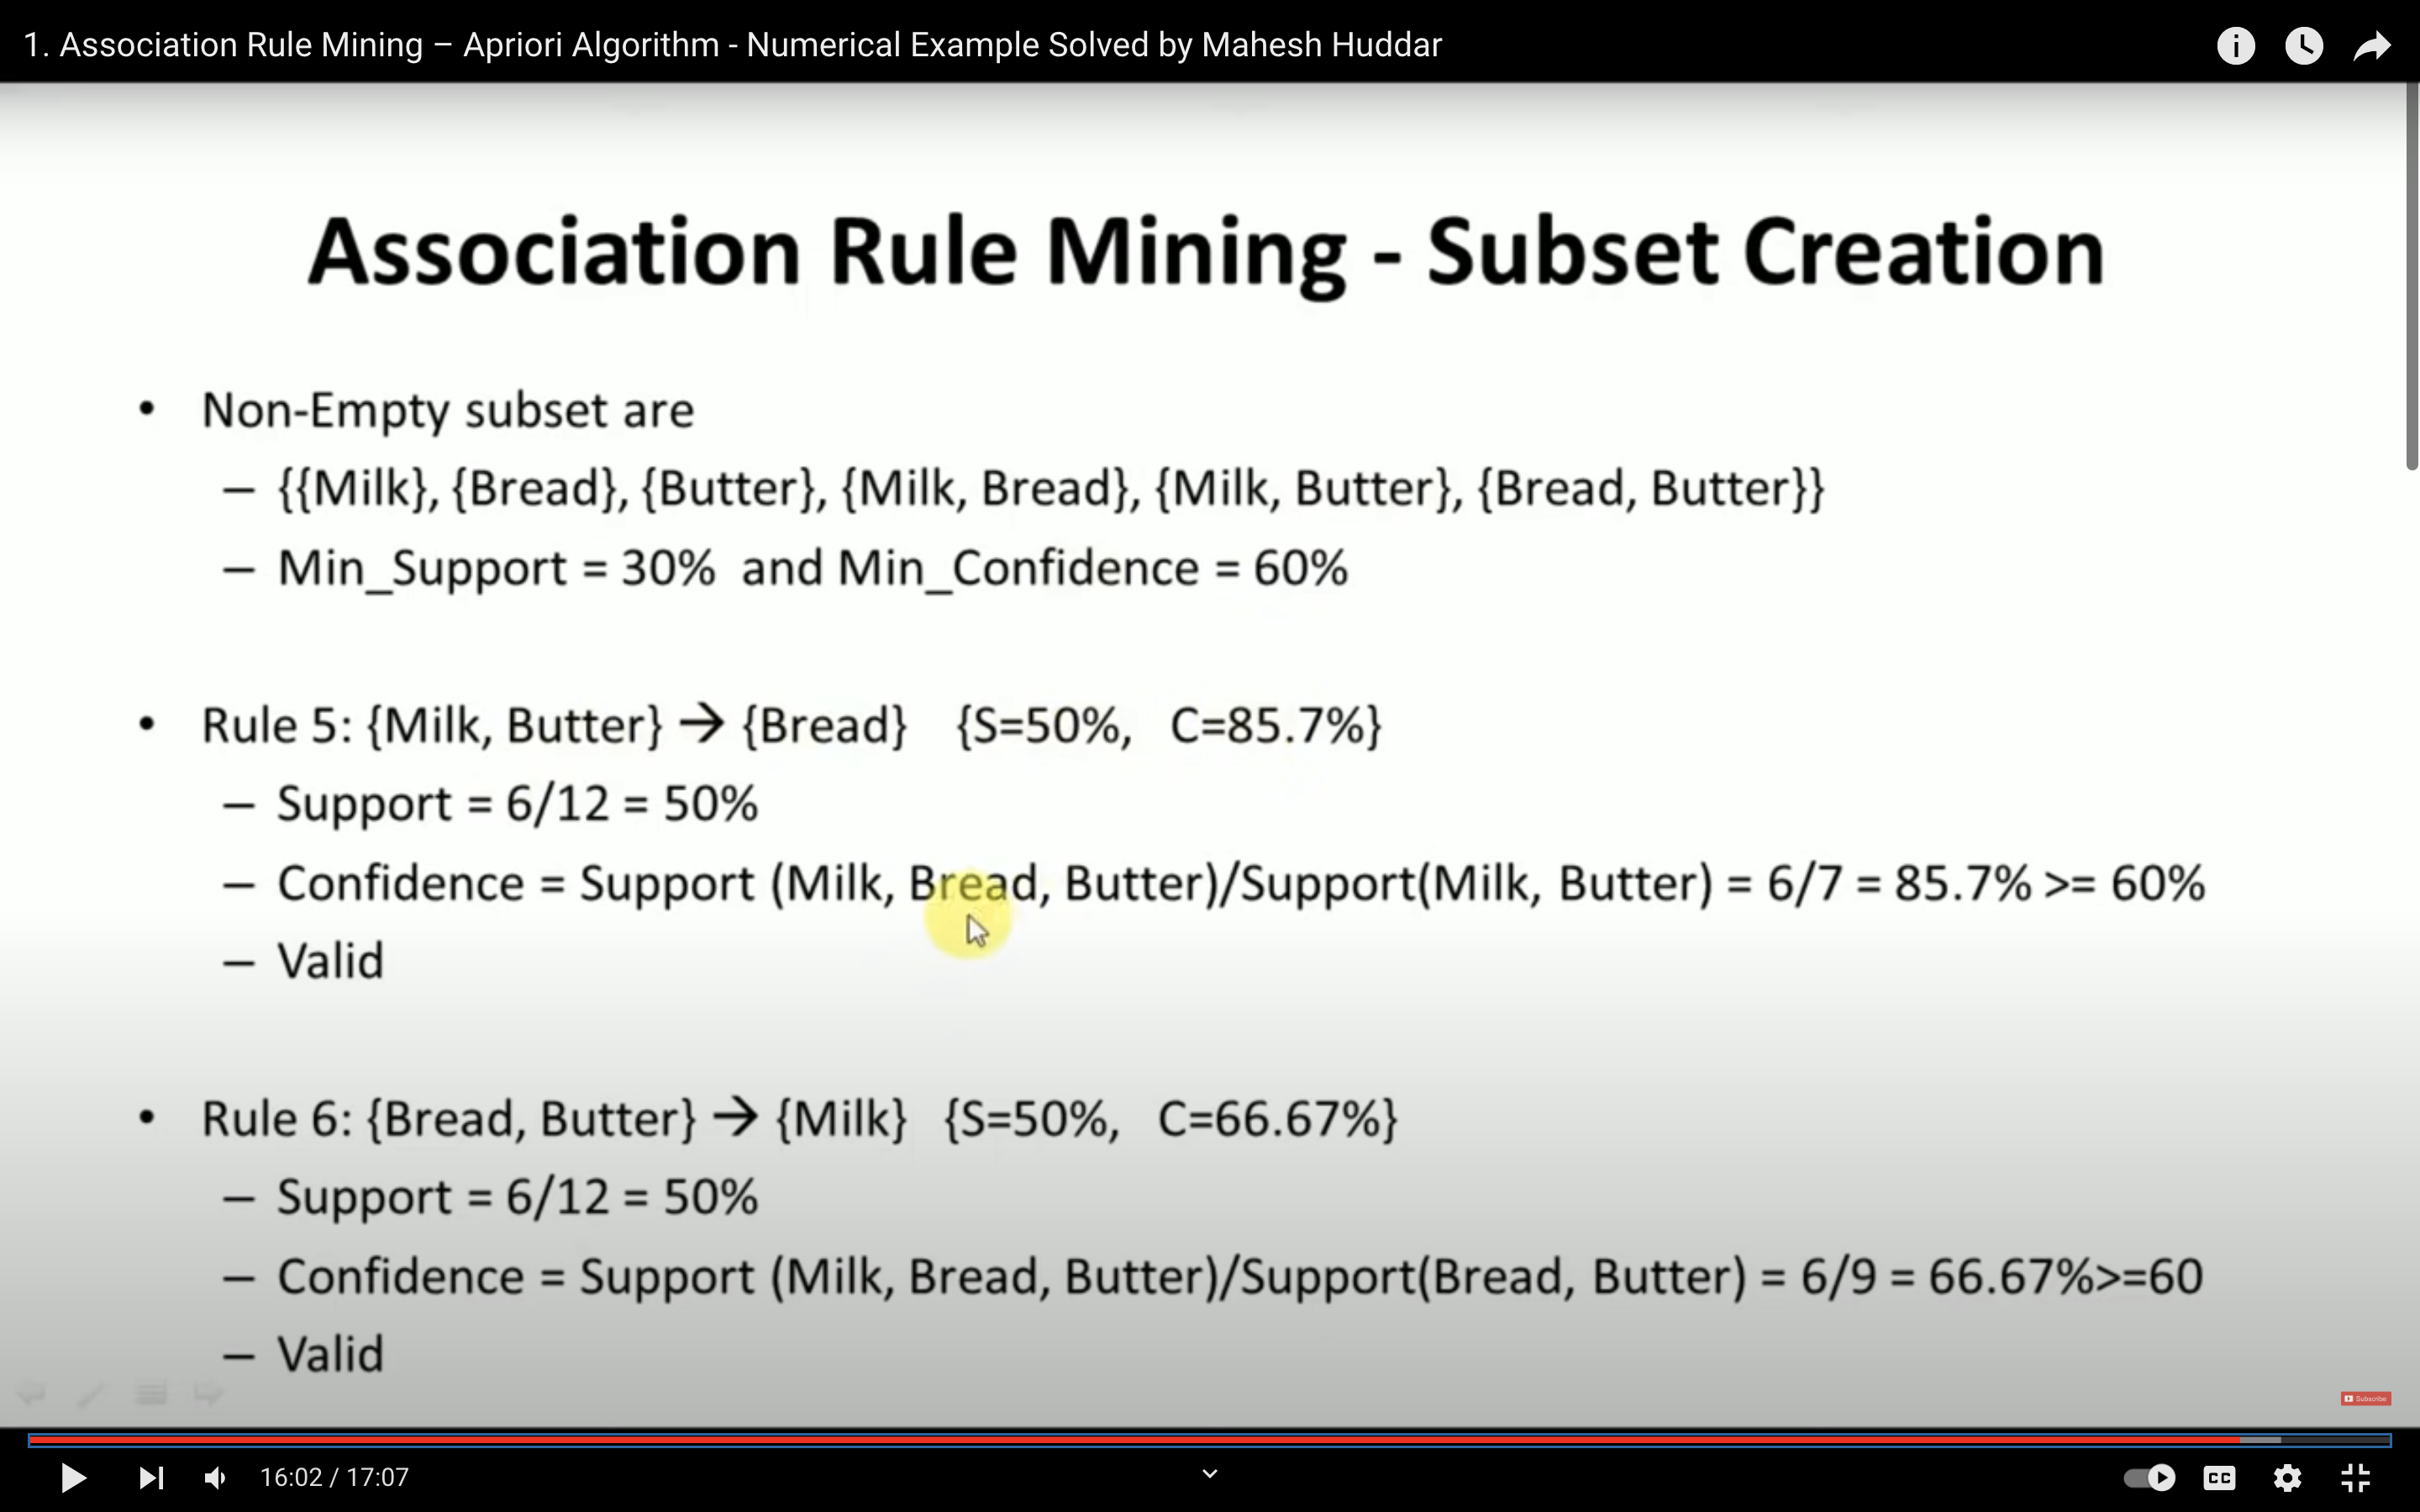 1. Association Rule Mining – Apriori Algorithm - Numerical Example Solved by Mahesh Huddar
Association Rule Mining - Subset Creation
• Non-Empty subset are
– {{Milk}, {Bread}, {Butter}, {Milk, Bread}, {Milk, Butter}, {Bread, Butter}}
– Min_Support = 30% and Min_Confidence = 60%
• Rule 5: {Milk, Butter} → {Bread} {S=50%, C=85.7%}
– Support = 6/12 = 50%
– Confidence = Support (Milk, Bread, Butter)/Support(Milk, Butter) = 6/7 = 85.7% >= 60%
– Valid
• Rule 6: {Bread, Butter} → {Milk} {S=50%, C=66.67%}
– Support = 6/12 = 50%
– Confidence = Support (Milk, Bread, Butter)/Support(Bread, Butter) = 6/9 = 66.67%>=60
– Valid
Subscribe
16:02 / 17:07
CC